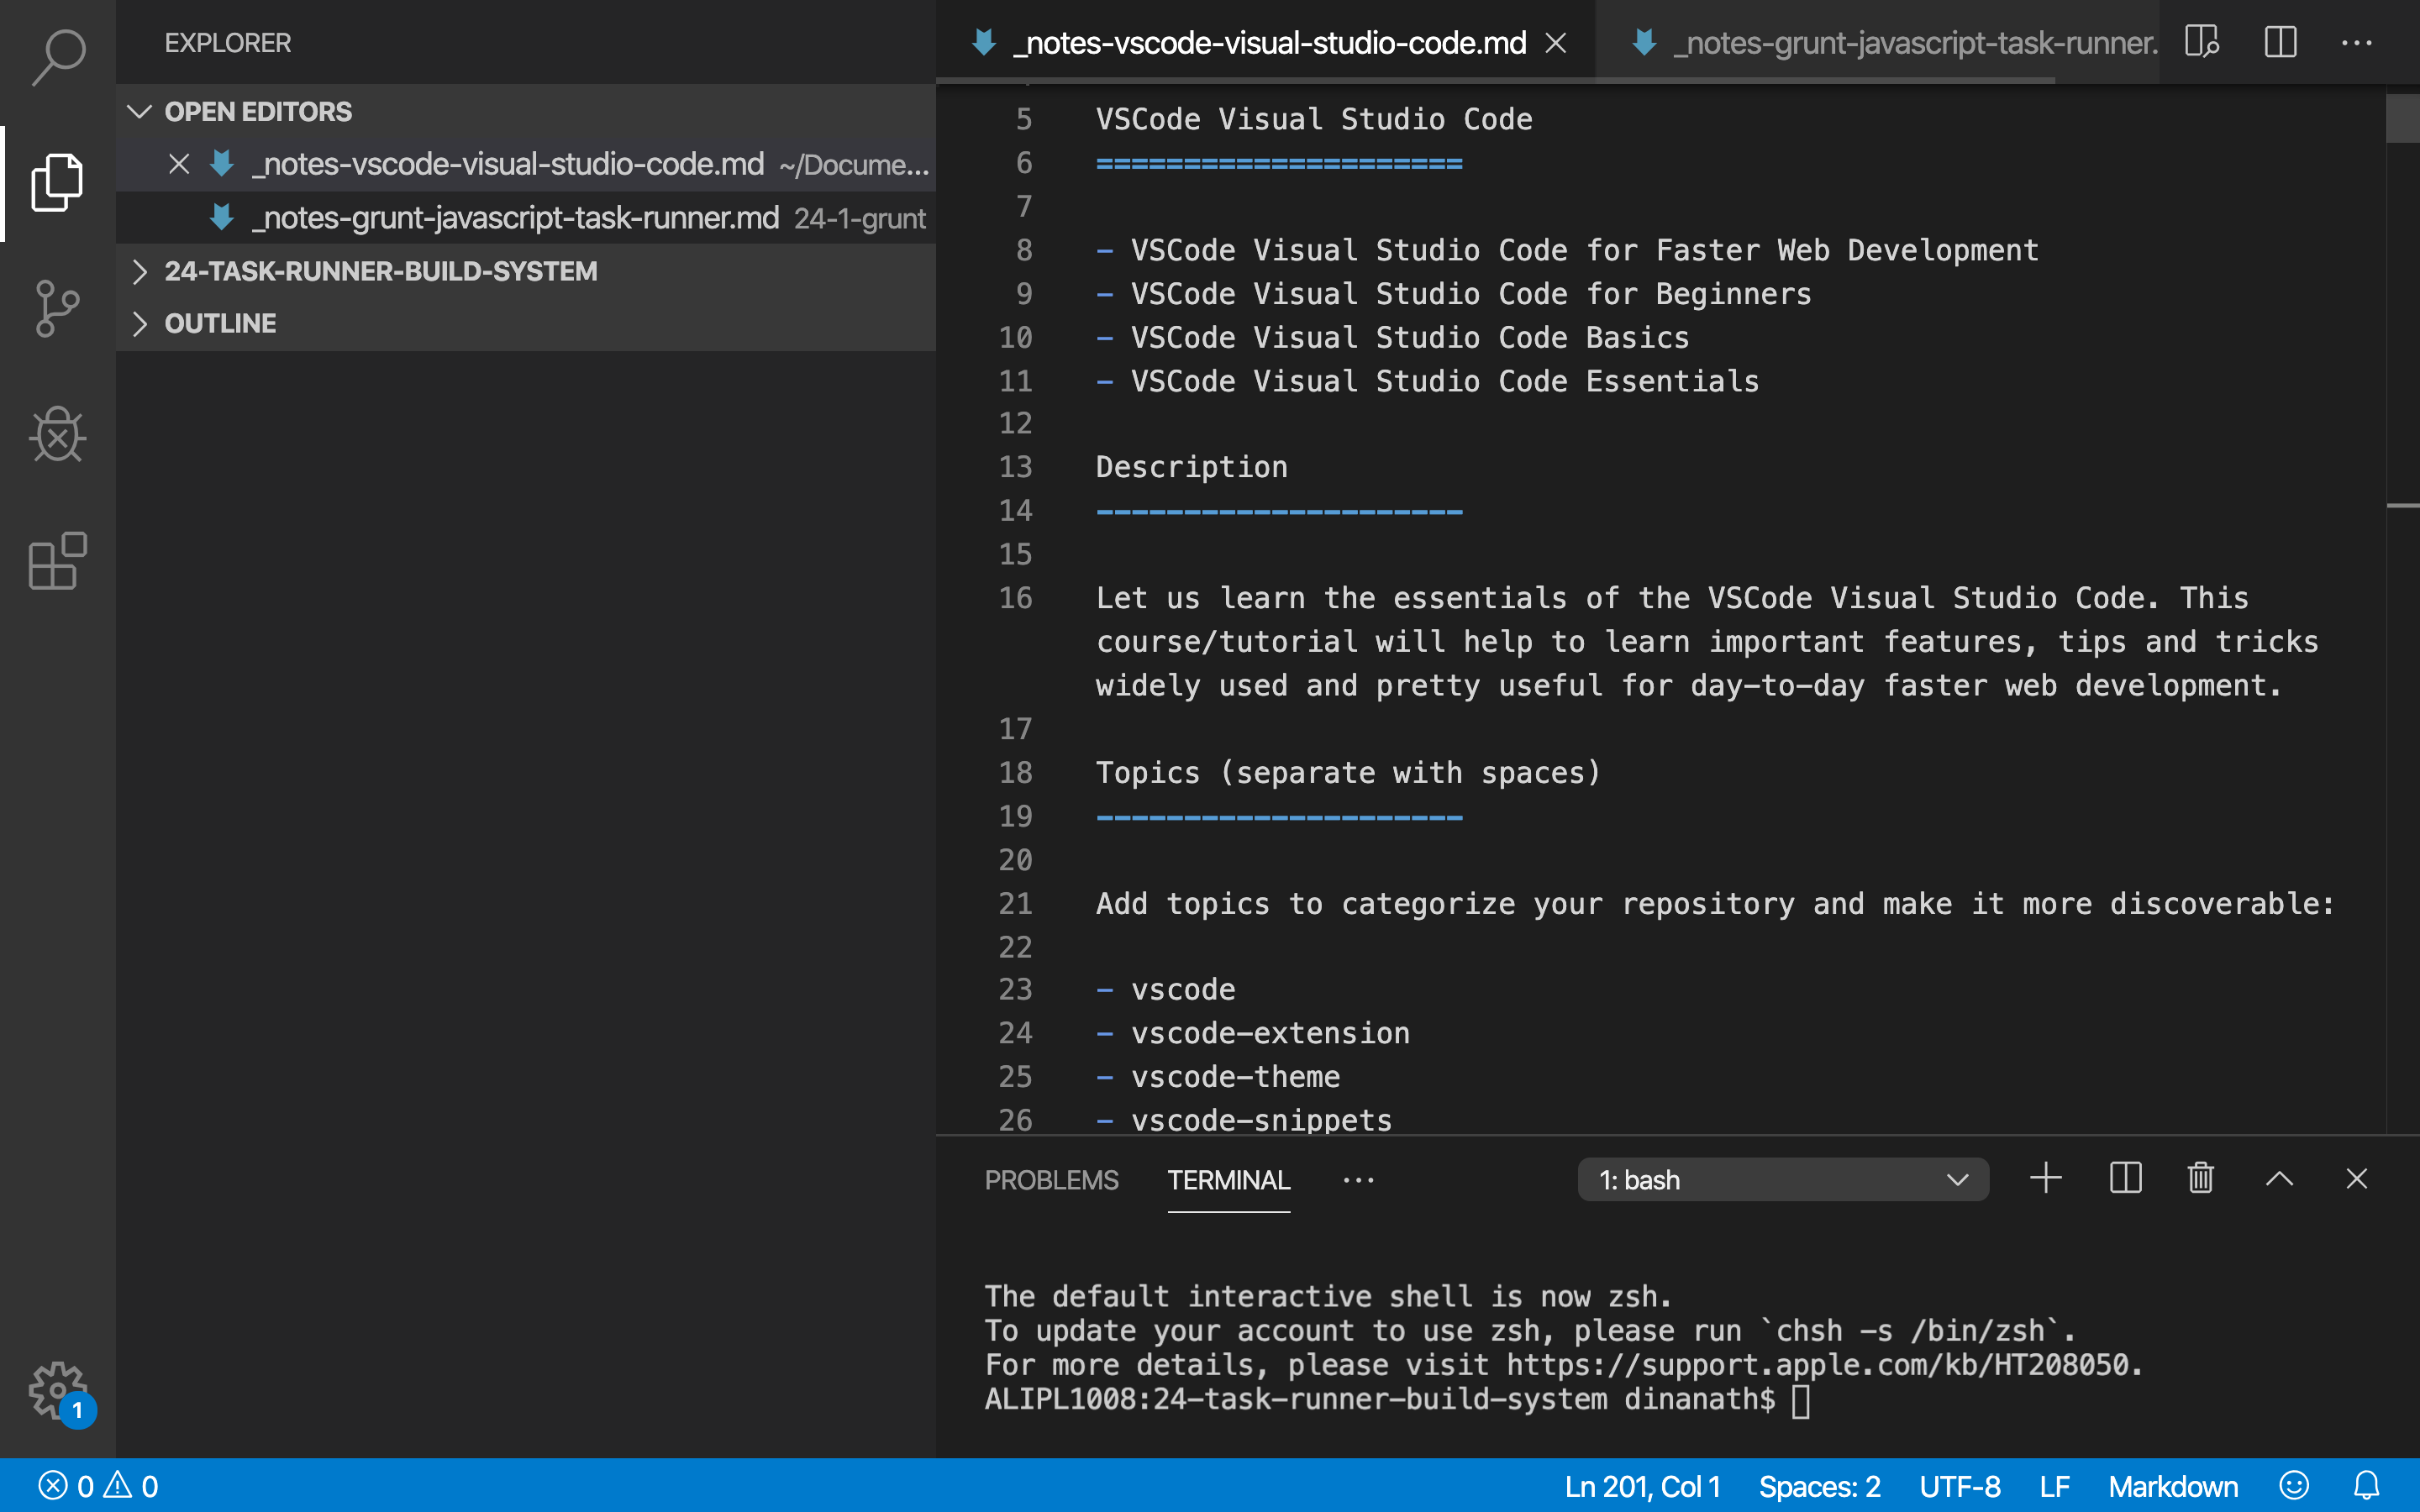 EXPLORER
OPEN EDITORS
_notes-vscode-visual-studio-code.md ~/Docume...
_notes-grunt-javascript-task-runner.md 24-1-grunt
24-TASK-RUNNER-BUILD-SYSTEM
OUTLINE
1
_notes-vscode-visual-studio-code.md
_notes-grunt-javascript-task-runner.
5 VSCode Visual Studio Code
6 =====================
7
8 - VSCode Visual Studio Code for Faster Web Development
9 - VSCode Visual Studio Code for Beginners
10 - VSCode Visual Studio Code Basics
11 - VSCode Visual Studio Code Essentials
12
13 Description
14 ---------------------
15
16 Let us learn the essentials of the VSCode Visual Studio Code. This
course/tutorial will help to learn important features, tips and tricks
widely used and pretty useful for day-to-day faster web development.
17
18 Topics (separate with spaces)
19 ---------------------
20
21 Add topics to categorize your repository and make it more discoverable:
22
23 - vscode
24 - vscode-extension
25 - vscode-theme
26 - vscode-snippets
PROBLEMS TERMINAL ... 1: bash
The default interactive shell is now zsh.
To update your account to use zsh, please run `chsh -s /bin/zsh`.
For more details, please visit https://support.apple.com/kb/HT208050.
ALIPL1008:24-task-runner-build-system dinanath$
0 0 Ln 201, Col 1 Spaces: 2 UTF-8 LF Markdown